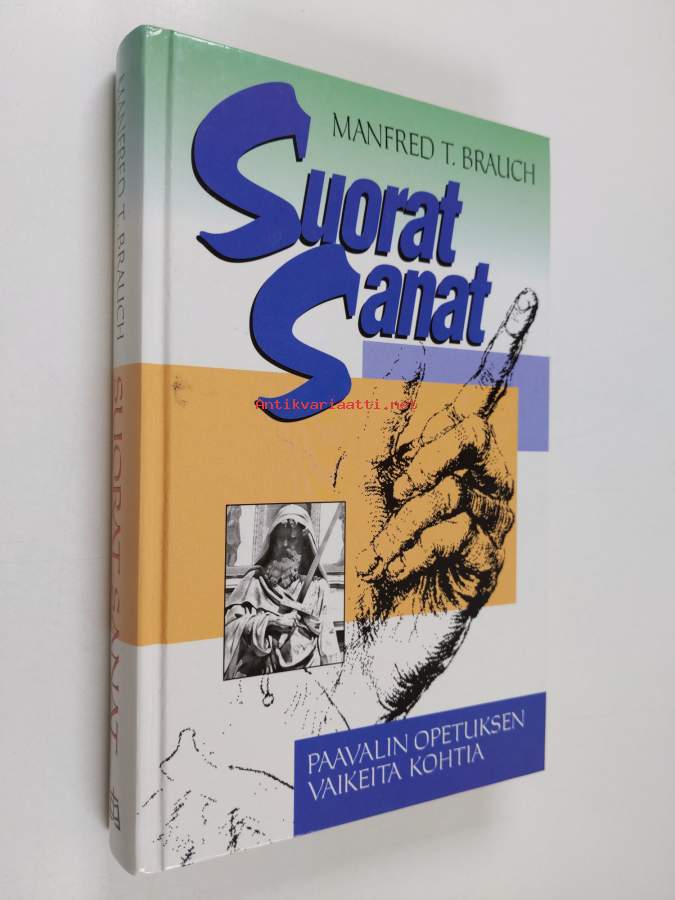 MANFRED T. BRAUCH
Suorat
Sanat
Antikvariaatti.net
PAAVALIN OPETUKSEN
VAIKEITA KOHTIA
MANFRED T. BRAUCH
SUORAT SANAT